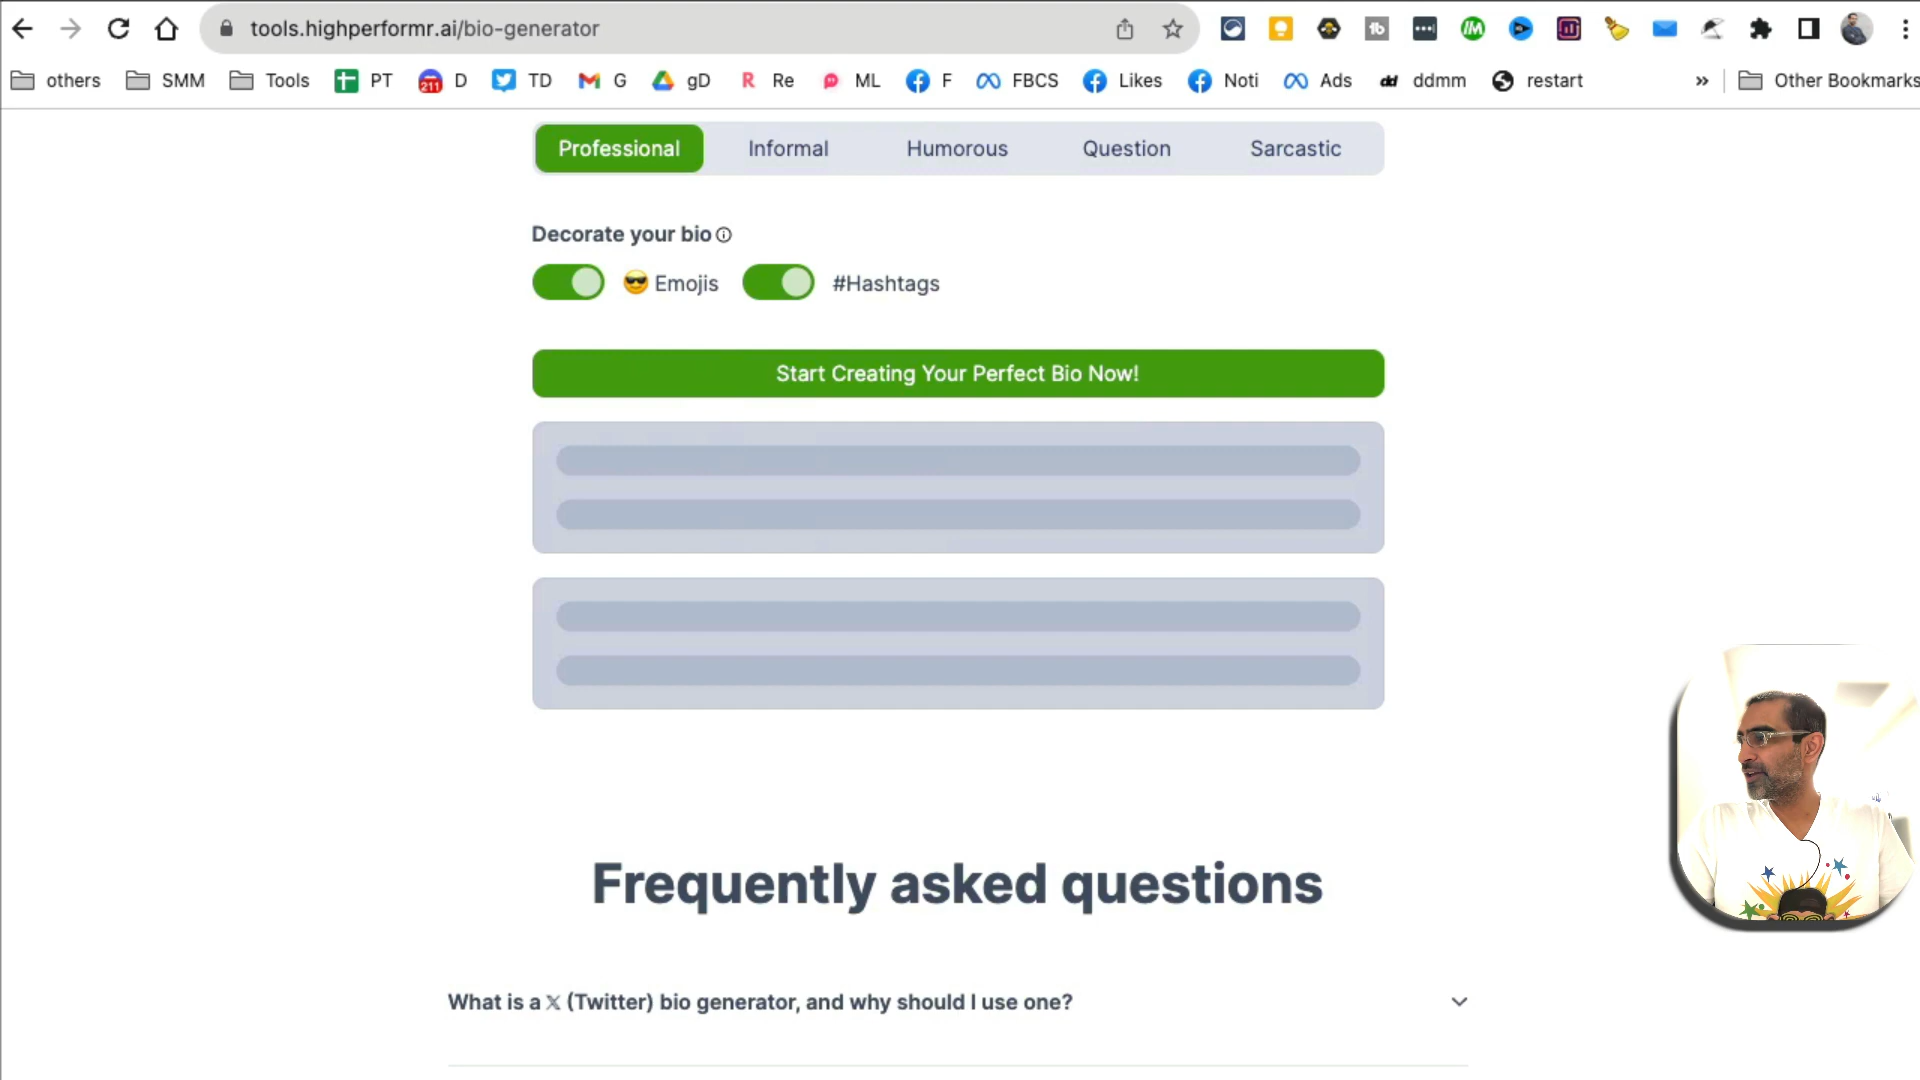 tools.highperformr.ai/bio-generator
others SMM Tools PT 211 D TD G gD R Re ML F FBCS Likes Noti Ads dd ddmm restart » Other Bookmarks
Professional Informal Humorous Question Sarcastic
Decorate your bio
😎 Emojis #Hashtags
Start Creating Your Perfect Bio Now!
Frequently asked questions
What is a 𝕏 (Twitter) bio generator, and why should I use one?